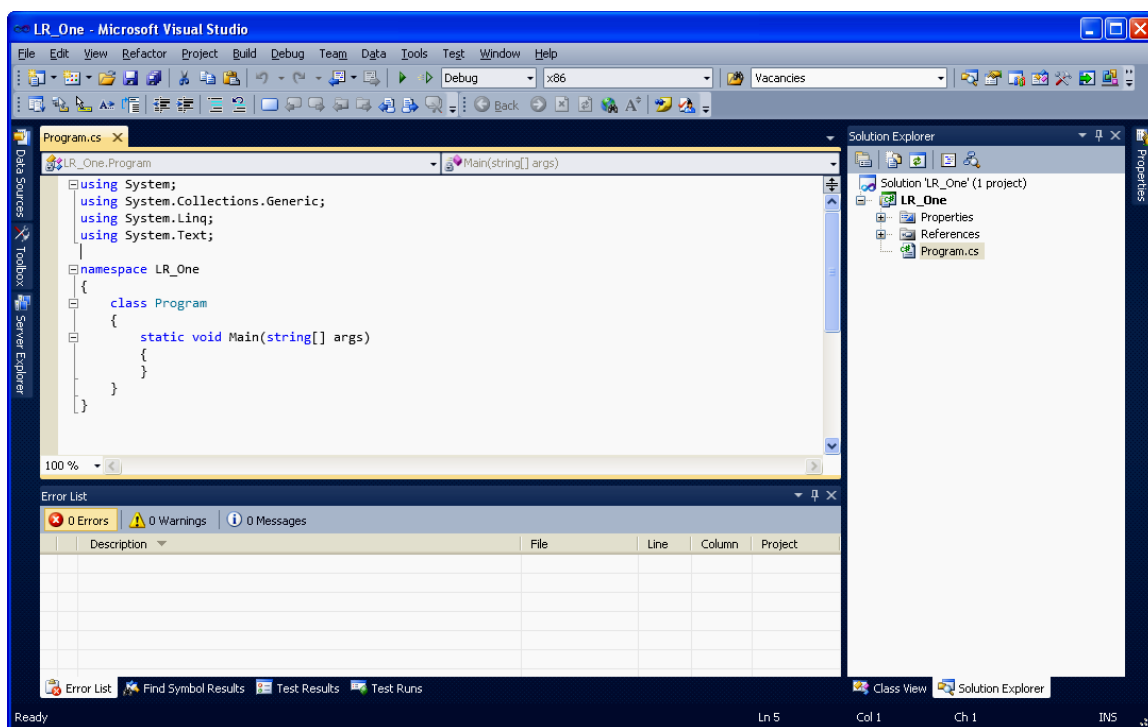 LR_One - Microsoft Visual Studio
File Edit View Refactor Project Build Debug Team Data Tools Test Window Help
Debug x86 Vacancies
Back
Data Sources
Toolbox
Server Explorer
Program.cs
LR_One.Program Main(string[] args)
using System;
using System.Collections.Generic;
using System.Linq;
using System.Text;
namespace LR_One
{
class Program
{
static void Main(string[] args)
{
}
}
}
100 %
Solution Explorer
Solution 'LR_One' (1 project)
LR_One
Properties
References
Program.cs
Properties
Error List
0 Errors 0 Warnings 0 Messages
Description File Line Column Project
Error List Find Symbol Results Test Results Test Runs
Class View Solution Explorer
Ready Ln 5 Col 1 Ch 1 INS